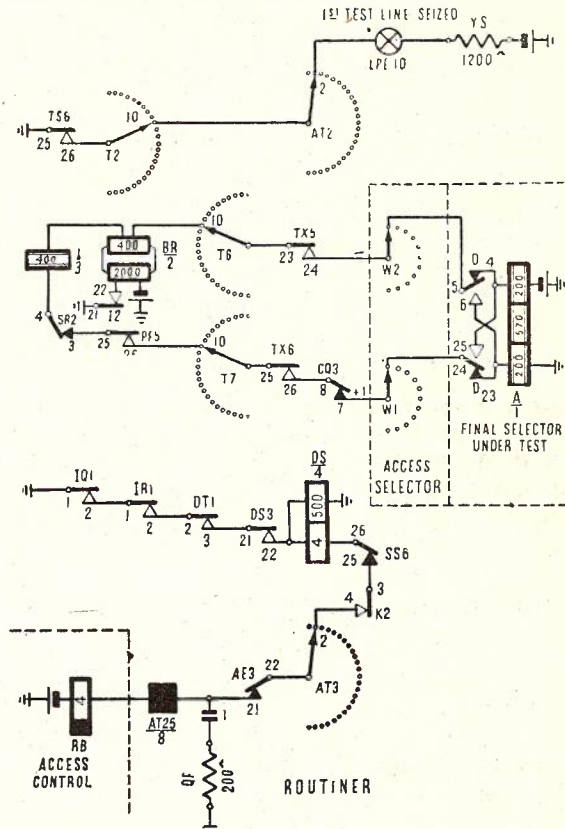 1ST TEST LINE SEIZED
YS
LPE 10
1200
2
TS6
10
25
26
T2
AT2
400
BR
2
10
TX5
I
3
400
2000
T6
23
24
W2
D 4
5
6
200
570
200
22
21
12
4
SR2
3
25
PF5
26
10
T7
TX6
25
26
CQ3
8
7
+1
W1
25
24
D 23
A
1
FINAL SELECTOR
UNDER TEST
ACCESS
SELECTOR
IQ1
1
2
IR1
1
2
DT1
2
3
DS3
21
22
DS
4
500
4
26
25
SS6
3
4
K2
2
AT3
AE3
22
21
4
RB
ACCESS
CONTROL
AT25
8
1
QF
200
ROUTINER